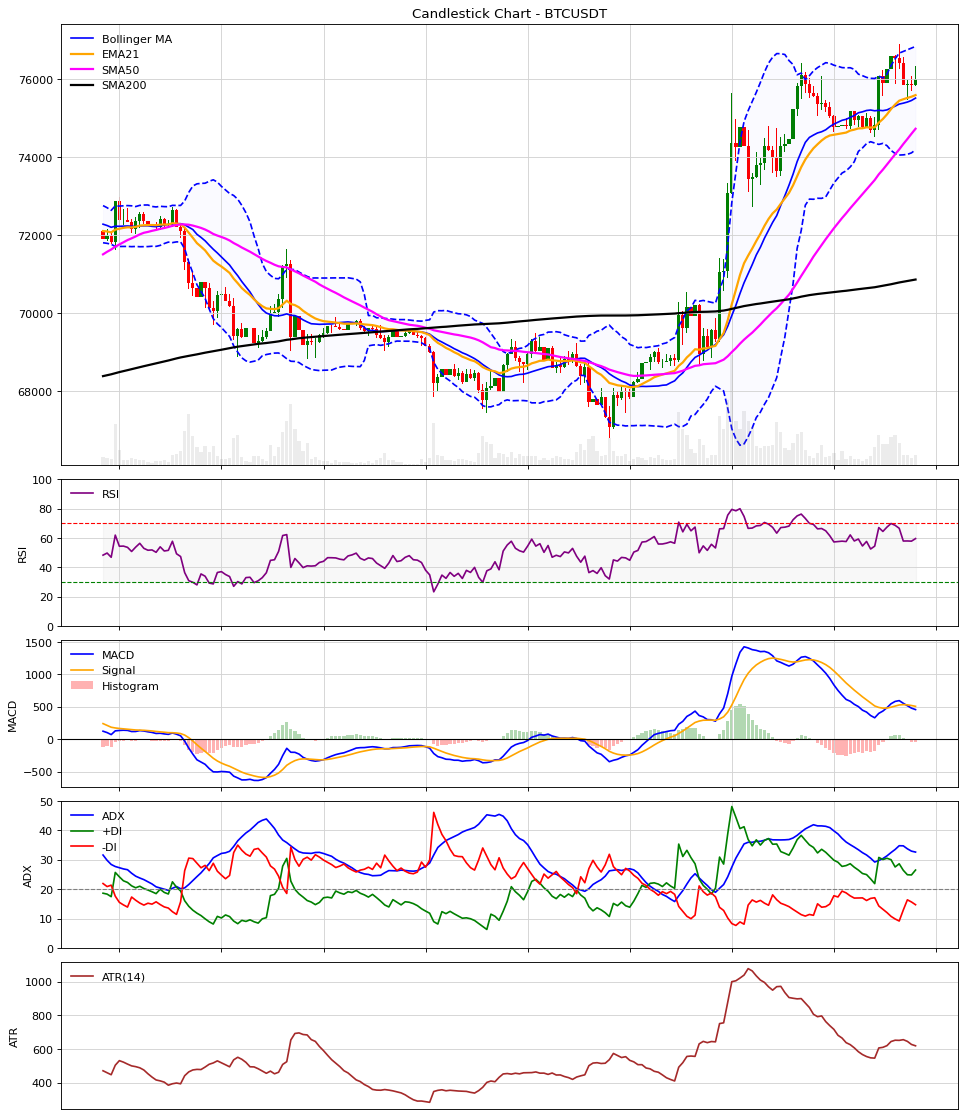 Candlestick Chart - BTCUSDT
Bollinger MA
EMA21
SMA50
SMA200
76000
74000
72000
70000
68000
RSI
RSI
100
80
60
40
20
0
MACD
Signal
Histogram
MACD
1500
1000
500
0
−500
ADX
+DI
-DI
ADX
50
40
30
20
10
0
ATR(14)
ATR
1000
800
600
400